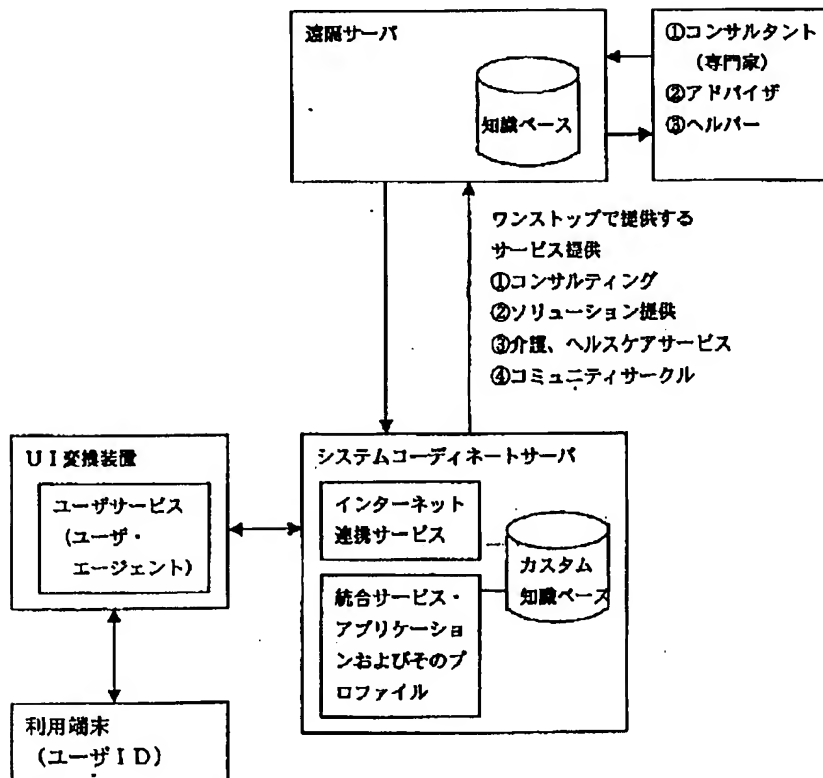 遠隔サーバ
知識ベース
①コンサルタント
(専門家)
②アドバイザ
③ヘルパー
ワンストップで提供する
サービス提供
①コンサルティング
②ソリューション提供
③介護、ヘルスケアサービス
④コミュニティサークル
UI変換装置
ユーザサービス
(ユーザ・
エージェント)
システムコーディネートサーバ
インターネット
連携サービス
カスタム
知識ベース
統合サービス・
アプリケーショ
ンおよびそのプ
ロファイル
利用端末
(ユーザID)